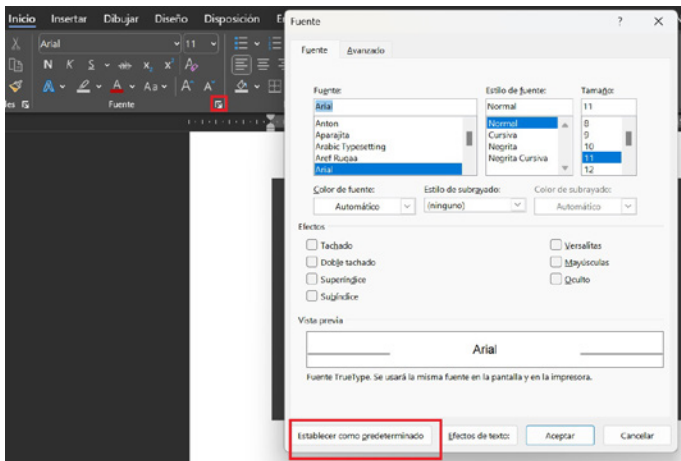 Inicio Insertar Dibujar Diseño Disposición
Arial 11
N K S ab x, x'
A A Aa A A
Fuente
Fuente ? ×
Fuente Avanzado
Fuente: Estilo de fuente: Tamaño:
Arial Normal 11
Anton Normal 8
Aparajita Cursiva 9
Arabic Typesetting Negrita 10
Aref Ruqaa Negrita Cursiva 11
Arial 12
Color de fuente: Estilo de subrayado: Color de subrayado:
Automático (ninguno) Automático
Efectos
Tachado Versalitas
Doble tachado Mayúsculas
Superíndice Oculto
Subíndice
Vista previa
Arial
Fuente TrueType. Se usará la misma fuente en la pantalla y en la impresora.
Establecer como predeterminado Efectos de texto: Aceptar Cancelar